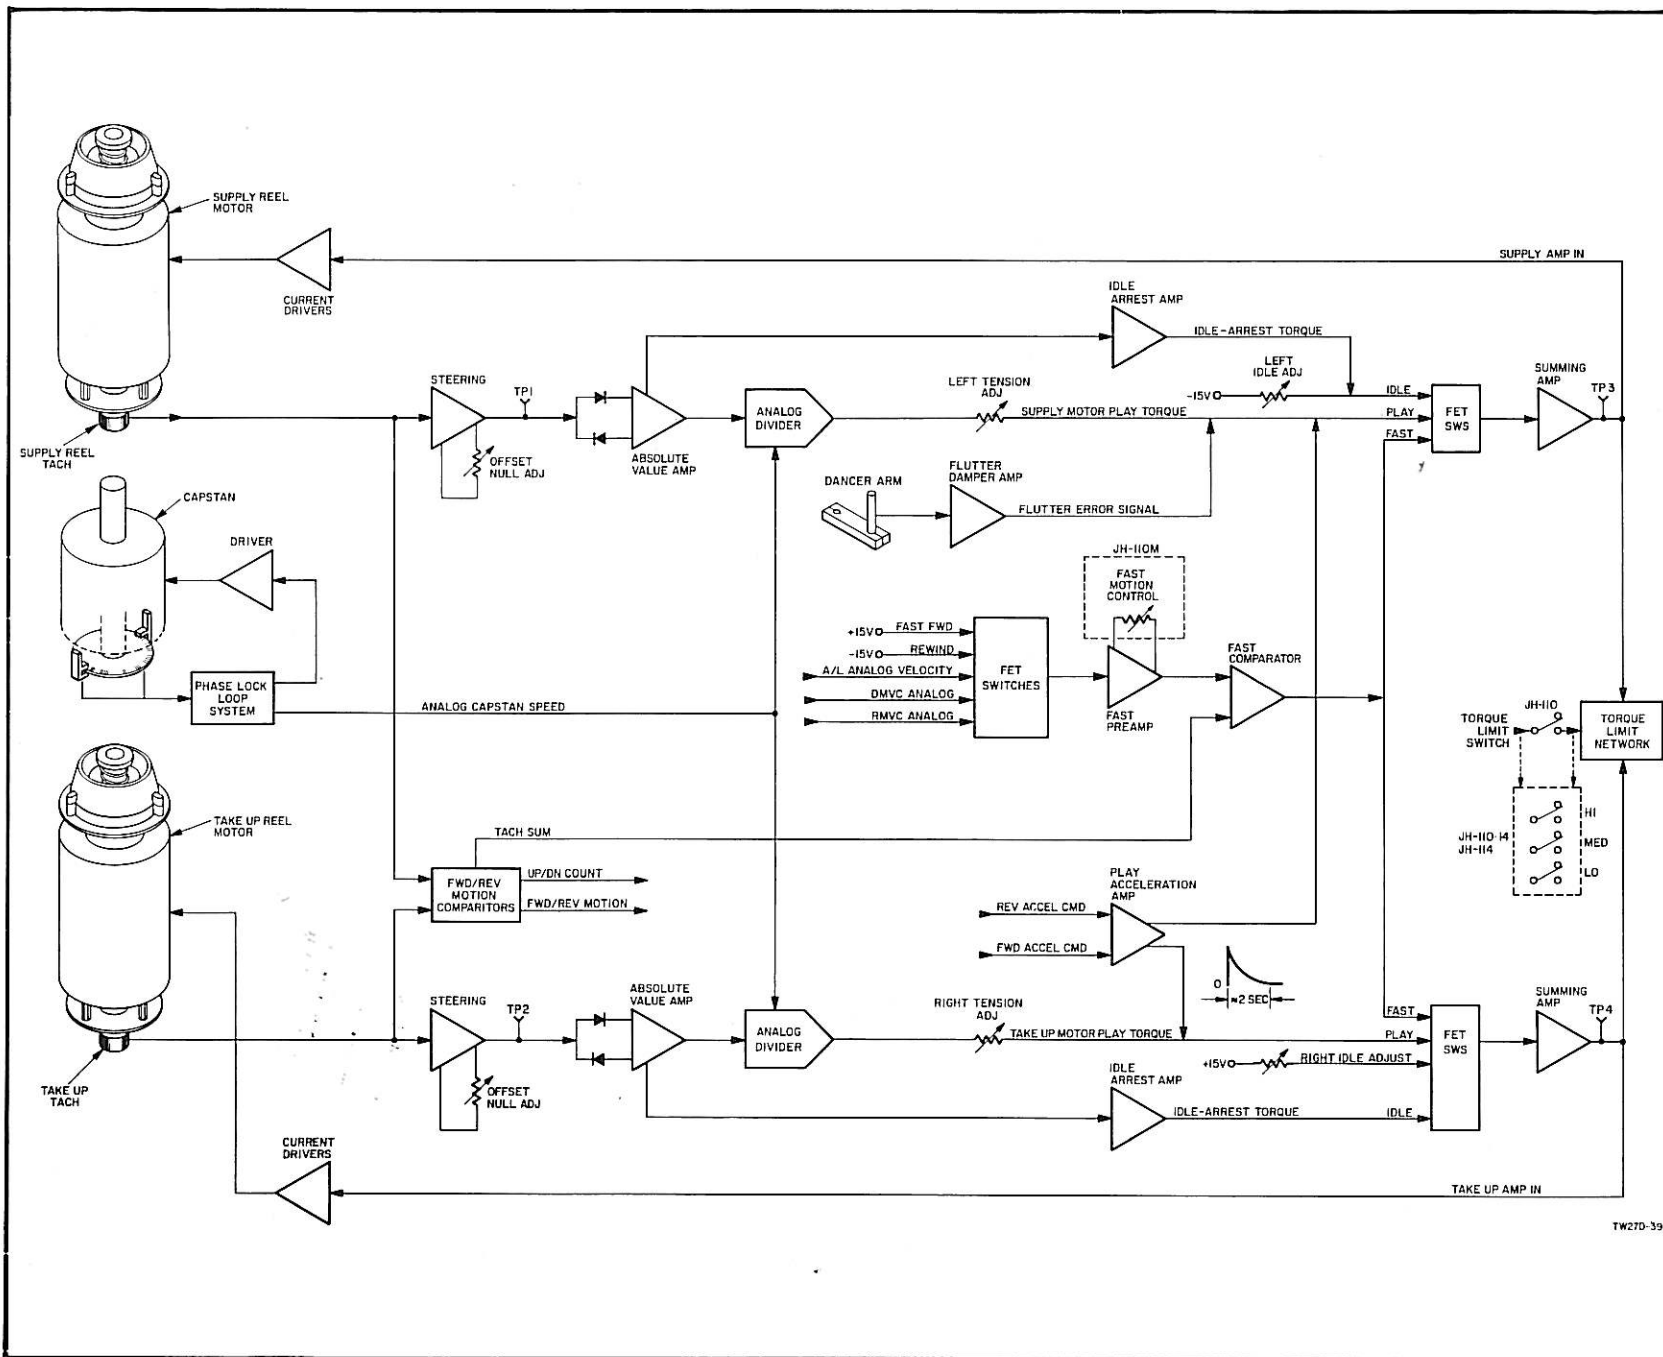 SUPPLY REEL
MOTOR
SUPPLY AMP IN
CURRENT
DRIVERS
IDLE
ARREST AMP
IDLE-ARREST TORQUE
LEFT
IDLE ADJ
-15V
IDLE
STEERING
TP1
LEFT TENSION
ADJ
SUPPLY MOTOR PLAY TORQUE
PLAY
FAST
FET
SWS
SUMMING
AMP
TP3
ANALOG
DIVIDER
SUPPLY REEL
TACH
OFFSET
NULL ADJ
ABSOLUTE
VALUE AMP
DANCER ARM
FLUTTER
DAMPER AMP
FLUTTER ERROR SIGNAL
CAPSTAN
DRIVER
JH-110M
FAST
MOTION
CONTROL
+15V
FAST FWD
-15V
REWIND
A/L ANALOG VELOCITY
DMVC ANALOG
RMVC ANALOG
FET
SWITCHES
FAST
PREAMP
FAST
COMPARATOR
PHASE LOCK
LOOP
SYSTEM
ANALOG CAPSTAN SPEED
JH-110
TORQUE
LIMIT
SWITCH
TORQUE
LIMIT
NETWORK
HI
JH-110-14
JH-114
MED
LO
TAKE UP REEL
MOTOR
TACH SUM
FWD/REV
MOTION
COMPARITORS
UP/DN COUNT
FWD/REV MOTION
PLAY
ACCELERATION
AMP
REV ACCEL CMD
FWD ACCEL CMD
0
≈2 SEC
STEERING
TP2
ABSOLUTE
VALUE AMP
ANALOG
DIVIDER
RIGHT TENSION
ADJ
TAKE UP MOTOR PLAY TORQUE
FAST
PLAY
+15V
RIGHT IDLE ADJUST
FET
SWS
SUMMING
AMP
TP4
TAKE UP
TACH
OFFSET
NULL ADJ
IDLE
ARREST AMP
IDLE-ARREST TORQUE
IDLE
CURRENT
DRIVERS
TAKE UP AMP IN
TW27D-39